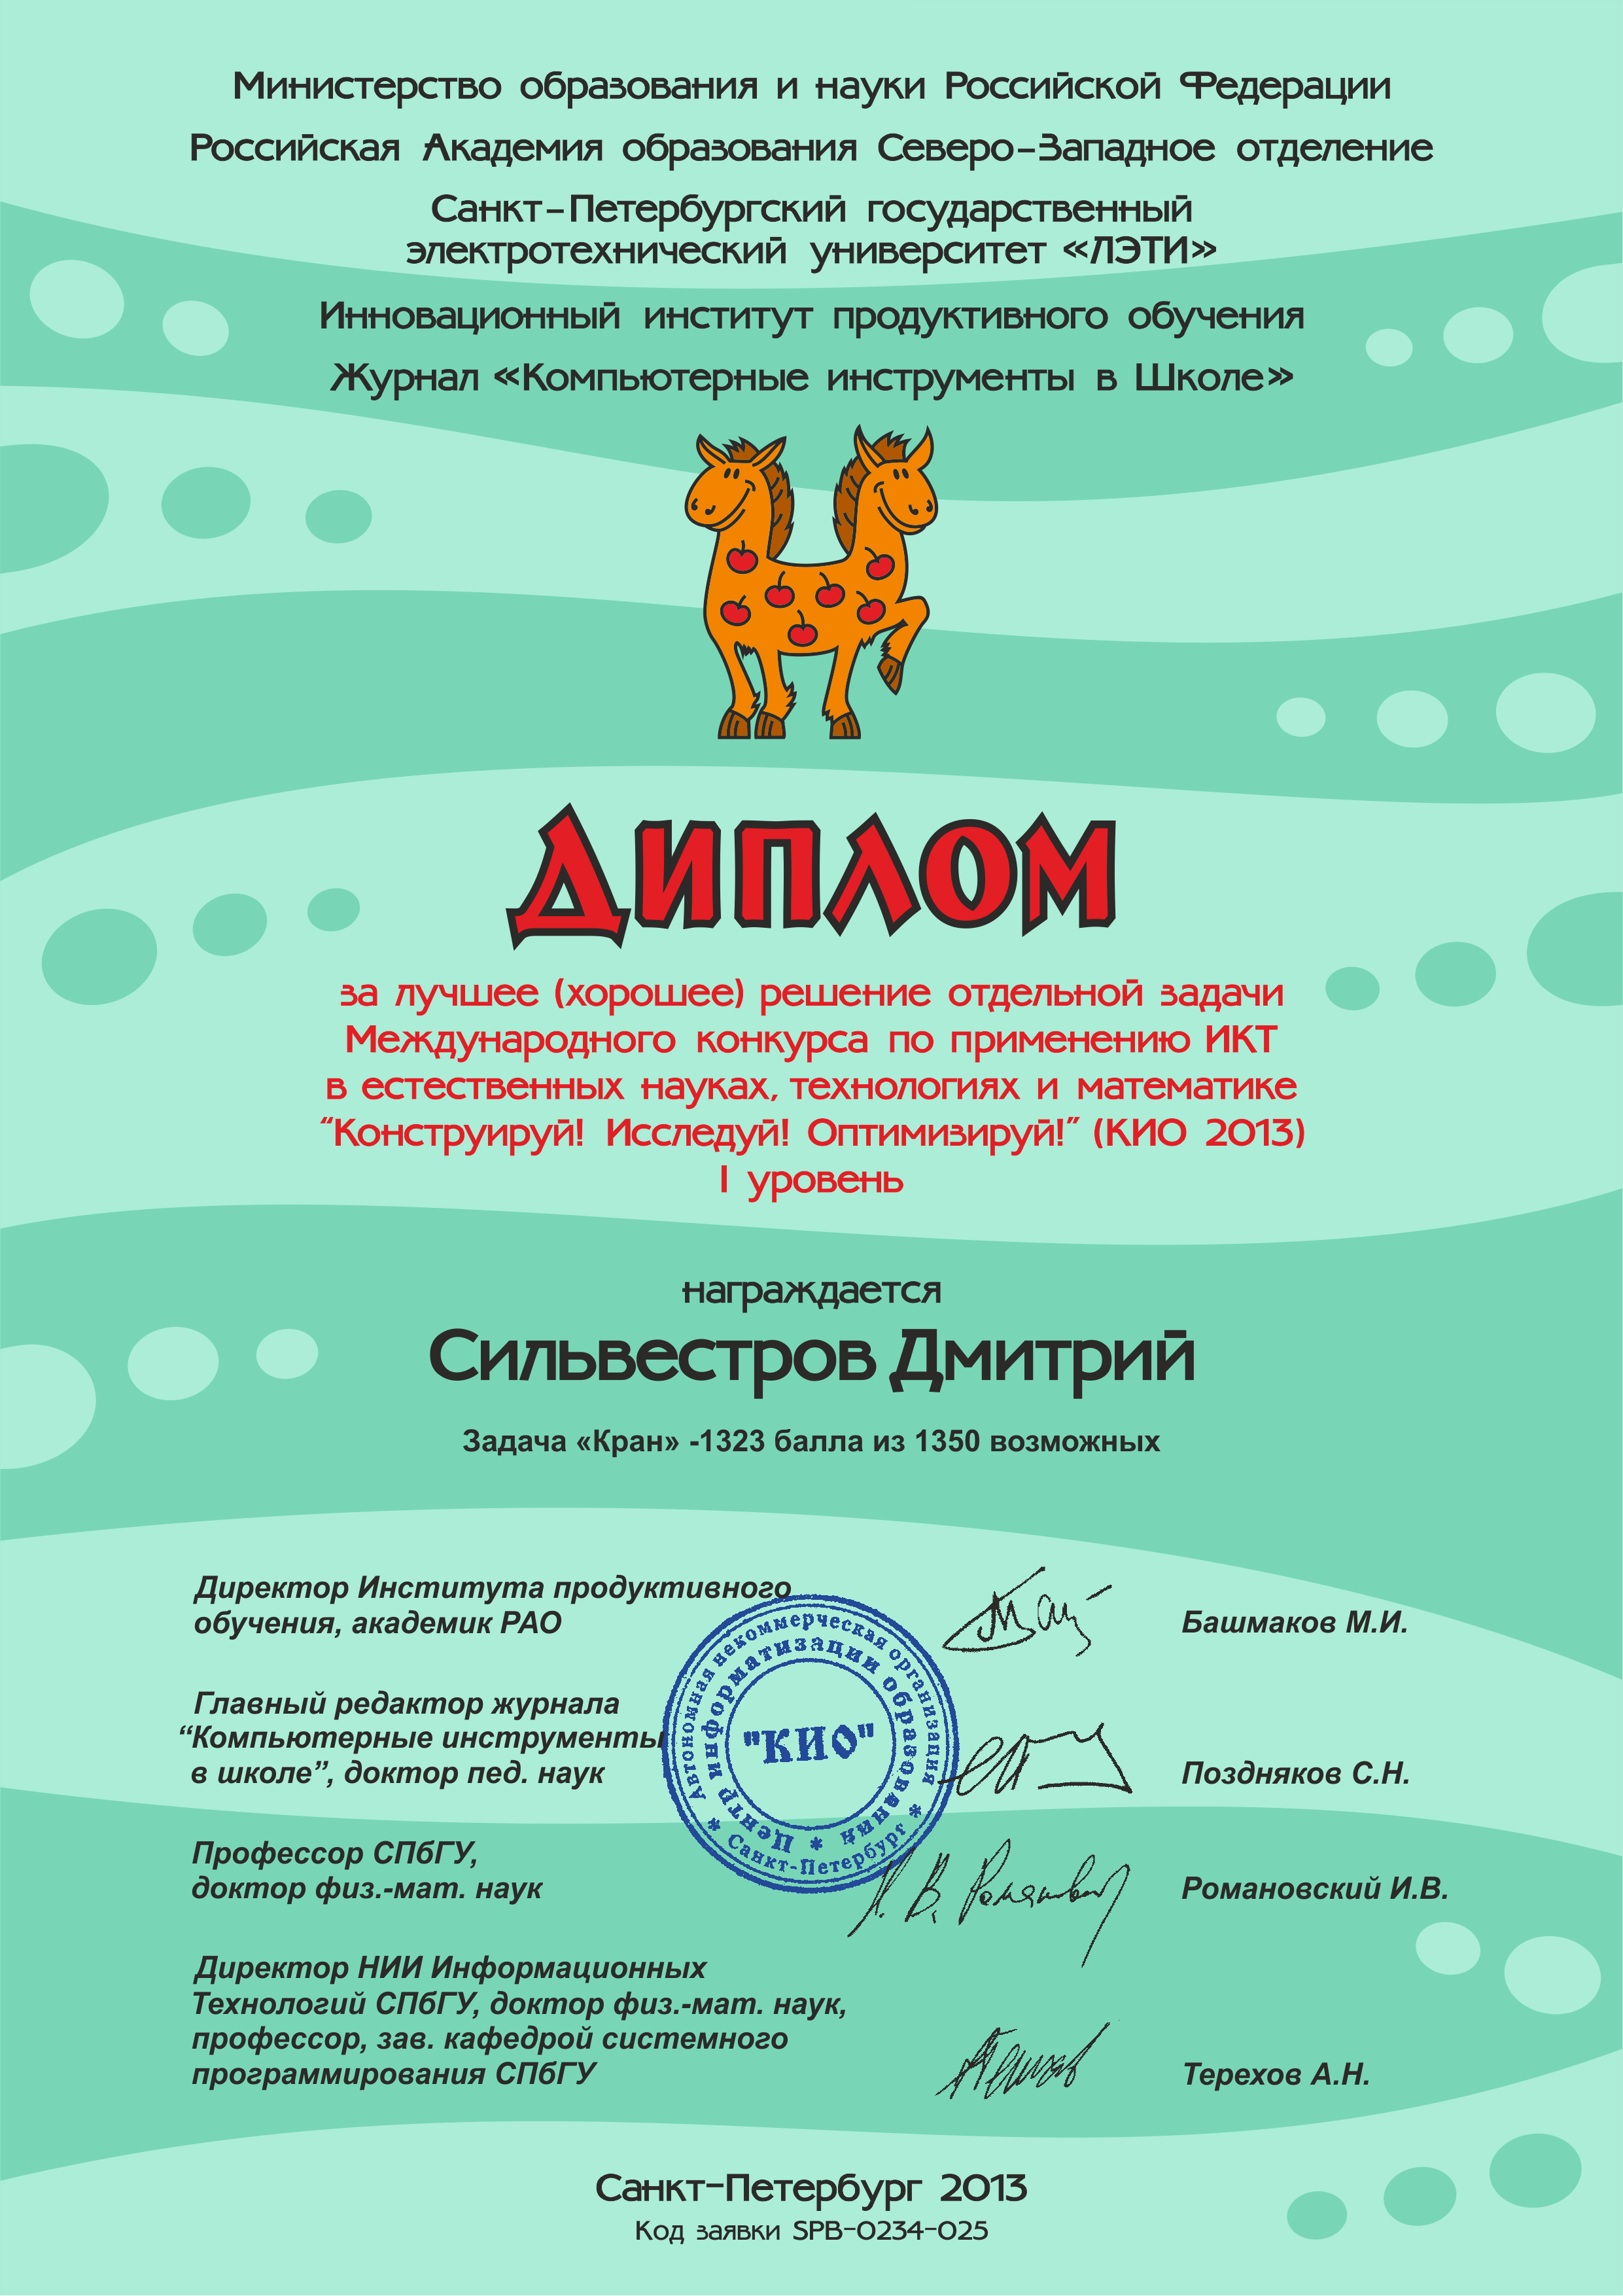 Министерство образования и науки Российской Федерации
Российская Академия образования Северо-Западное отделение
Санкт-Петербургский государственный
электротехнический университет «ЛЭТИ»
Инновационный институт продуктивного обучения
Журнал «Компьютерные инструменты в Школе»
Диплом
за лучшее (хорошее) решение отдельной задачи
Международного конкурса по применению ИКТ
в естественных науках, технологиях и математике
“Конструируй! Исследуй! Оптимизируй!” (КИО 2013)
I уровень
награждается
Сильвестров Дмитрий
Задача «Кран» -1323 балла из 1350 возможных
Директор Института продуктивного
обучения, академик РАО
Башмаков М.И.
Главный редактор журнала
“Компьютерные инструменты
в школе”, доктор пед. наук
Поздняков С.Н.
Автономная некоммерческая организация
Центр информатизации образования
"КИО"
Санкт-Петербург
Профессор СПбГУ,
доктор физ.-мат. наук
Романовский И.В.
Директор НИИ Информационных
Технологий СПбГУ, доктор физ.-мат. наук,
профессор, зав. кафедрой системного
программирования СПбГУ
Терехов А.Н.
Санкт-Петербург 2013
Код заявки SPB-0234-025